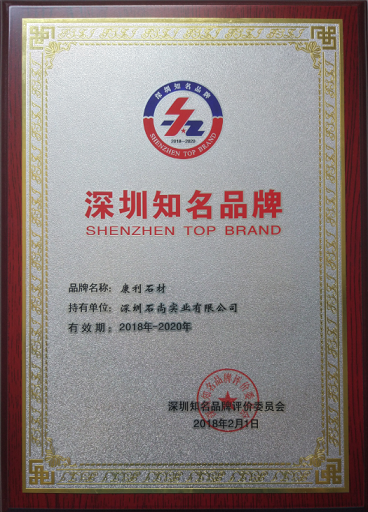 深圳知名品牌
2018-2020
SHENZHEN TOP BRAND
深圳知名品牌
SHENZHEN TOP BRAND
品牌名称：康利石材
持有单位：深圳石尚实业有限公司
有效期：2018年-2020年
深圳知名品牌评价委员会
2018年2月1日